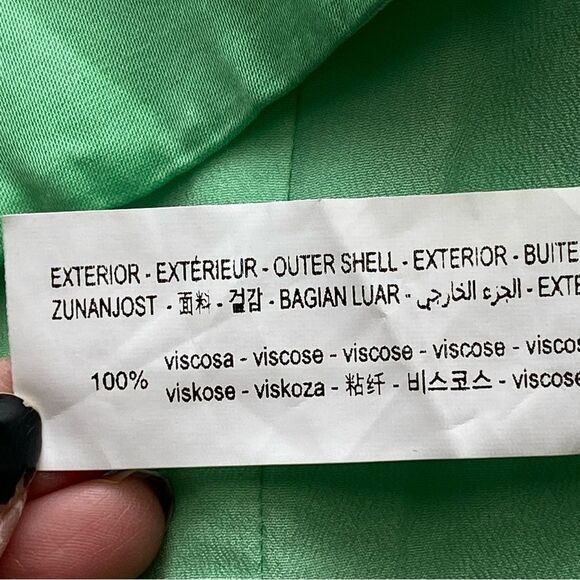 EXTERIOR - EXTÉRIEUR - OUTER SHELL - EXTERIOR - BUITE
ZUNANJOST - 面料 - 겉감 - BAGIAN LUAR - الجزء الخارجي - EXTE
viscosa - viscose - viscose - viscose - viscos
100%
viskose - viskoza - 粘纤 - 비스코스 - viscose